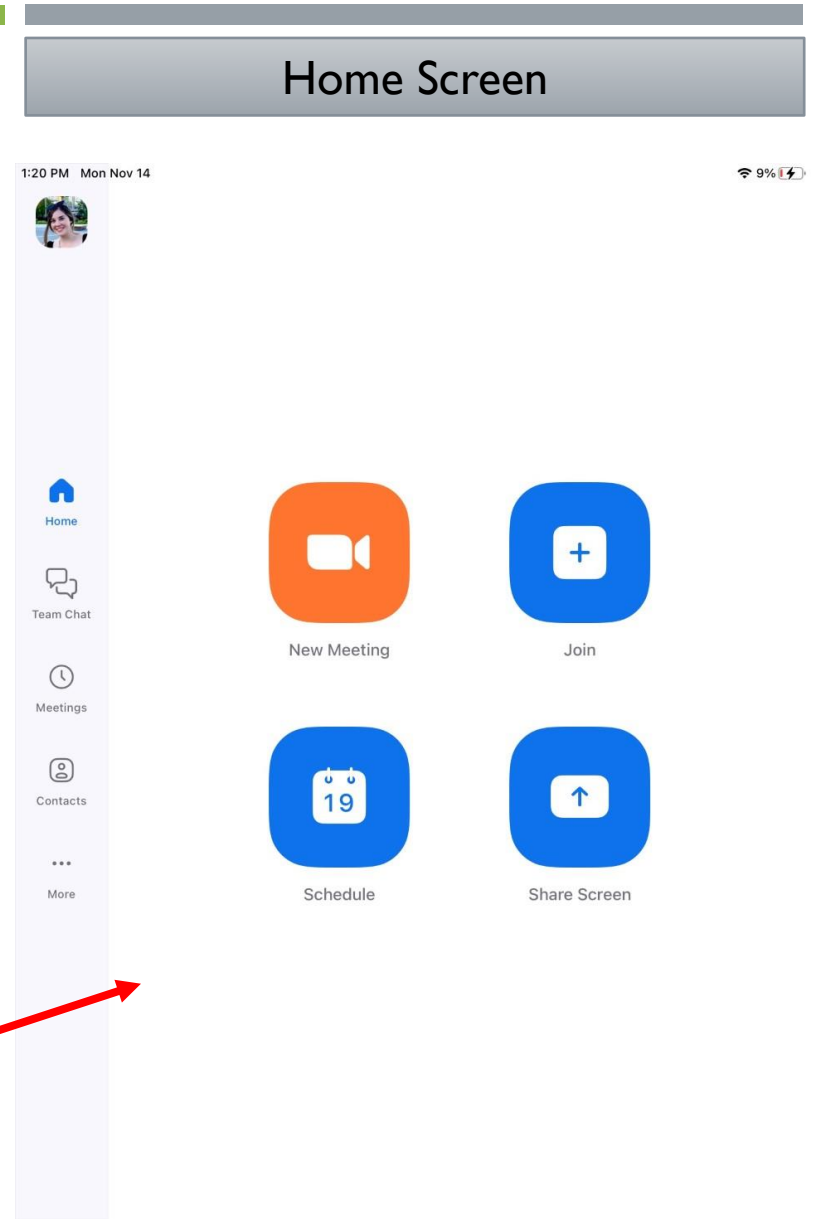 Home Screen
1:20 PM Mon Nov 14
9%
Home
Team Chat
Meetings
Contacts
More
New Meeting
Join
19
Schedule
Share Screen